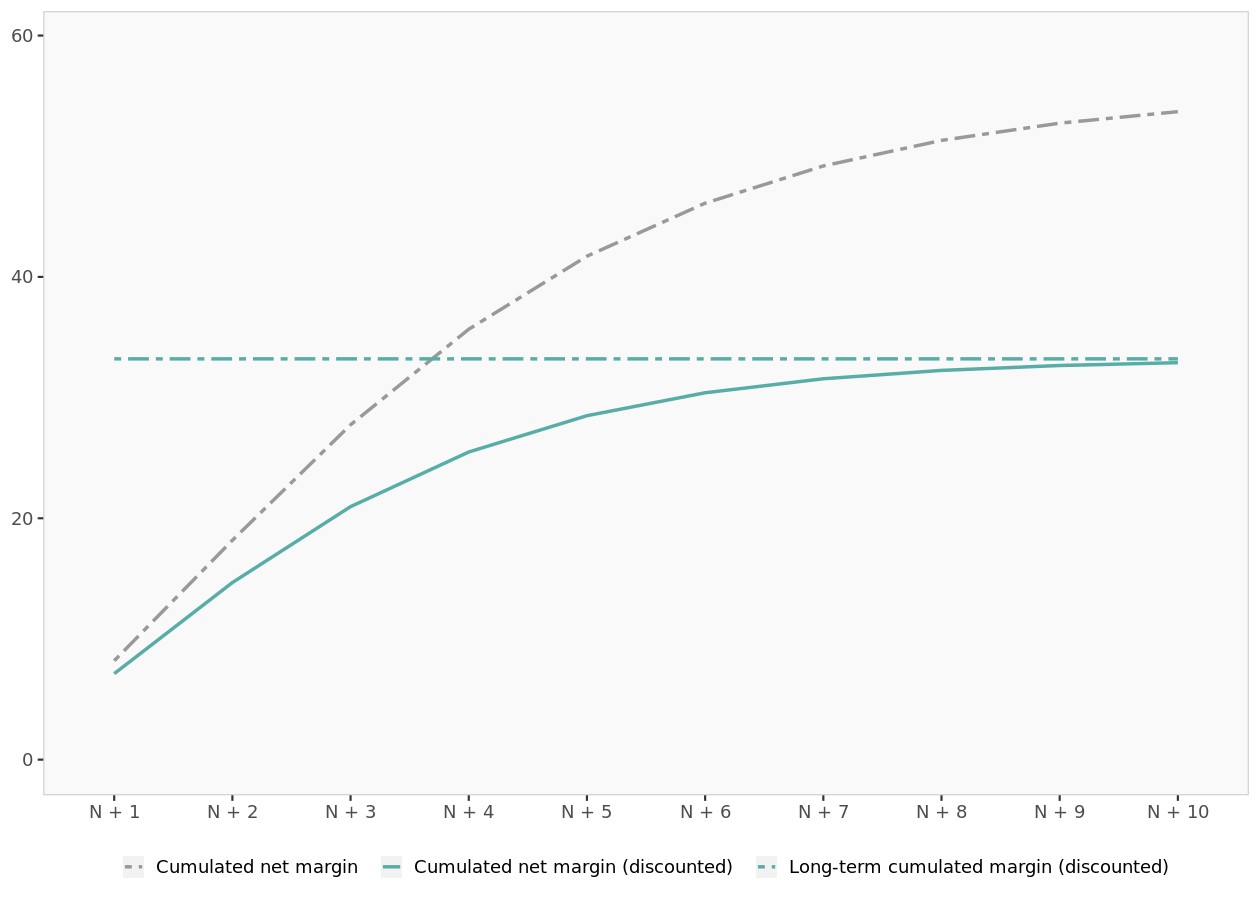 60
40
20
0
N + 1 N + 2 N + 3 N + 4 N + 5 N + 6 N + 7 N + 8 N + 9 N + 10
Cumulated net margin Cumulated net margin (discounted) Long-term cumulated margin (discounted)